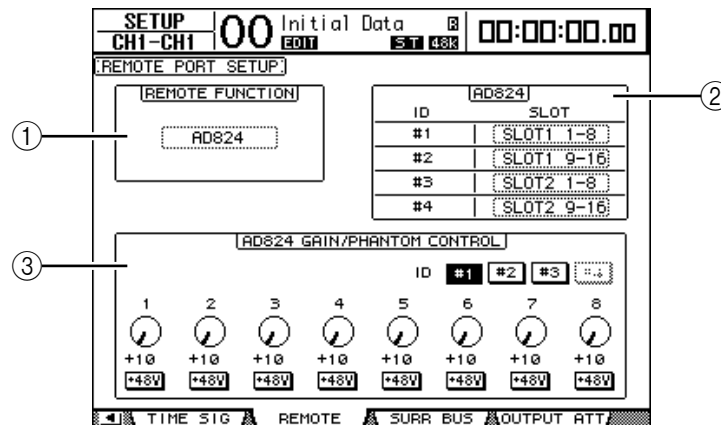 SETUP 00 Initial Data R 00:00:00.00
CH1-CH1 EDIT ST 48K
REMOTE PORT SETUP
REMOTE FUNCTION
AD824
①
AD824
②
ID SLOT
#1 SLOT1 1-8
#2 SLOT1 9-16
#3 SLOT2 1-8
#4 SLOT2 9-16
③
AD824 GAIN/PHANTOM CONTROL
ID #1 #2 #3
1 2 3 4 5 6 7 8
+10 +10 +10 +10 +10 +10 +10 +10
+48V +48V +48V +48V +48V +48V +48V +48V
TIME SIG REMOTE SURR BUS OUTPUT ATT